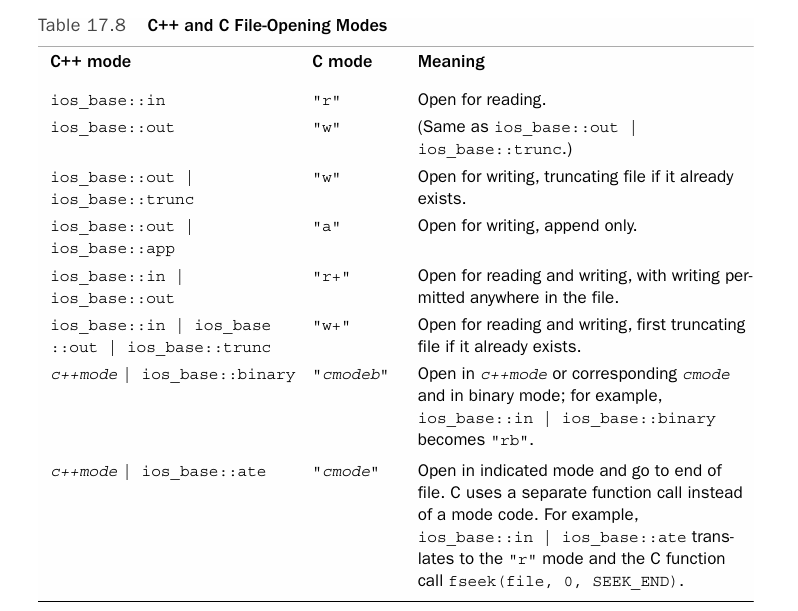 Table 17.8 C++ and C File-Opening Modes
C++ mode C mode Meaning
ios_base::in "r" Open for reading.
ios_base::out "w" (Same as ios_base::out |
ios_base::trunc.)
ios_base::out | "w" Open for writing, truncating file if it already
ios_base::trunc exists.
ios_base::out | "a" Open for writing, append only.
ios_base::app
ios_base::in | "r+" Open for reading and writing, with writing per-
ios_base::out mitted anywhere in the file.
ios_base::in | ios_base "w+" Open for reading and writing, first truncating
::out | ios_base::trunc file if it already exists.
c++mode | ios_base::binary "cmodeb" Open in c++mode or corresponding cmode
and in binary mode; for example,
ios_base::in | ios_base::binary
becomes "rb".
c++mode | ios_base::ate "cmode" Open in indicated mode and go to end of
file. C uses a separate function call instead
of a mode code. For example,
ios_base::in | ios_base::ate trans-
lates to the "r" mode and the C function
call fseek(file, 0, SEEK_END).